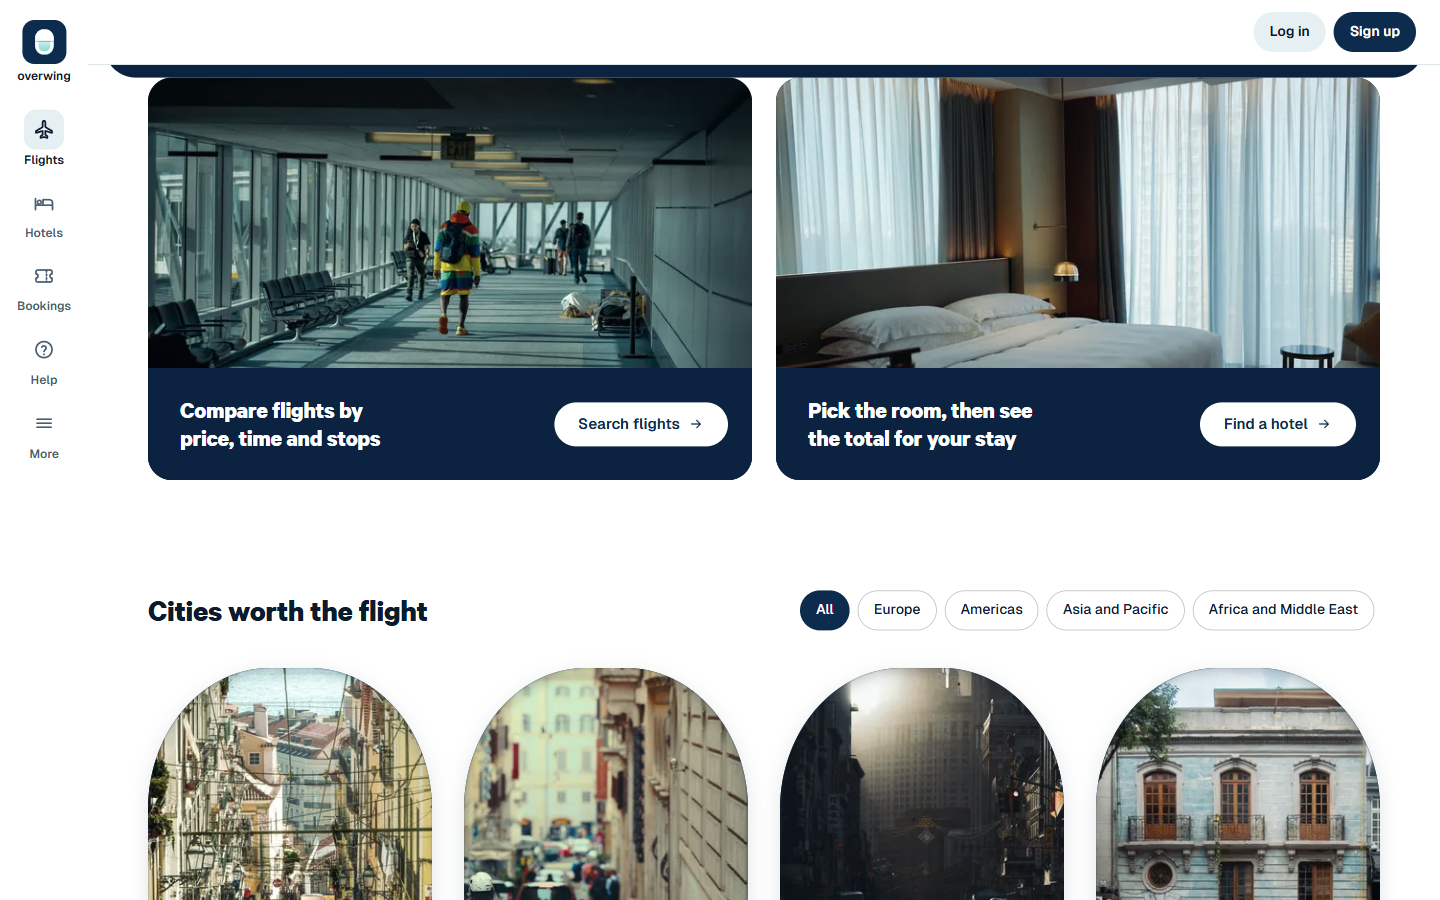 Log in
Sign up
overwing
Flights
Hotels
Bookings
Help
More
EXIT
Compare flights by
price, time and stops
Search flights →
Pick the room, then see
the total for your stay
Find a hotel →
Cities worth the flight
All
Europe
Americas
Asia and Pacific
Africa and Middle East